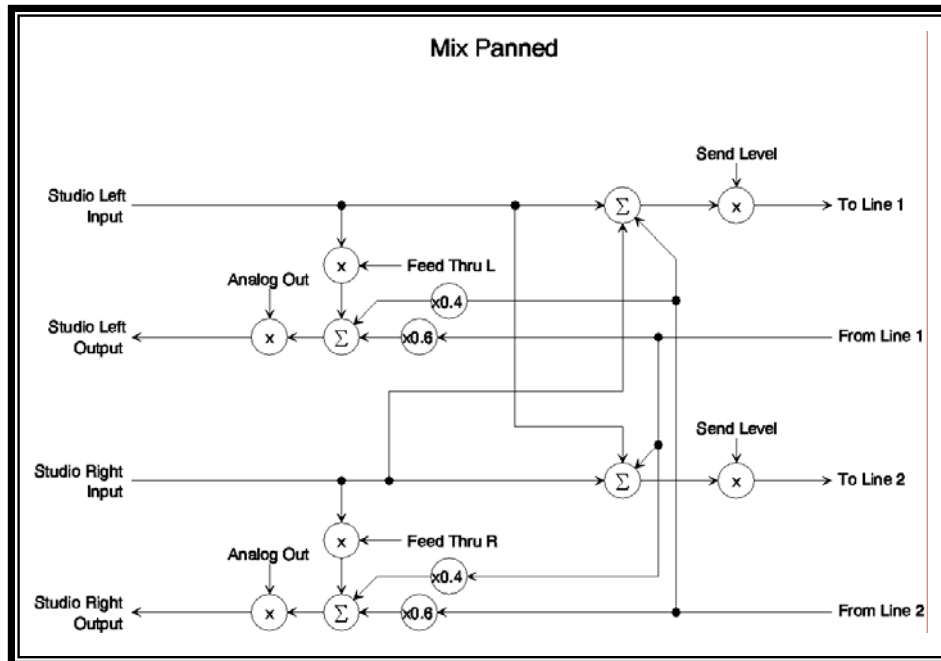 Mix Panned
Send Level
Studio Left
Input
Σ
x
To Line 1
x
Feed Thru L
Analog Out
x0.4
Studio Left
Output
x
Σ
x0.6
From Line 1
Send Level
Studio Right
Input
Σ
x
To Line 2
x
Feed Thru R
Analog Out
x0.4
Studio Right
Output
x
Σ
x0.6
From Line 2